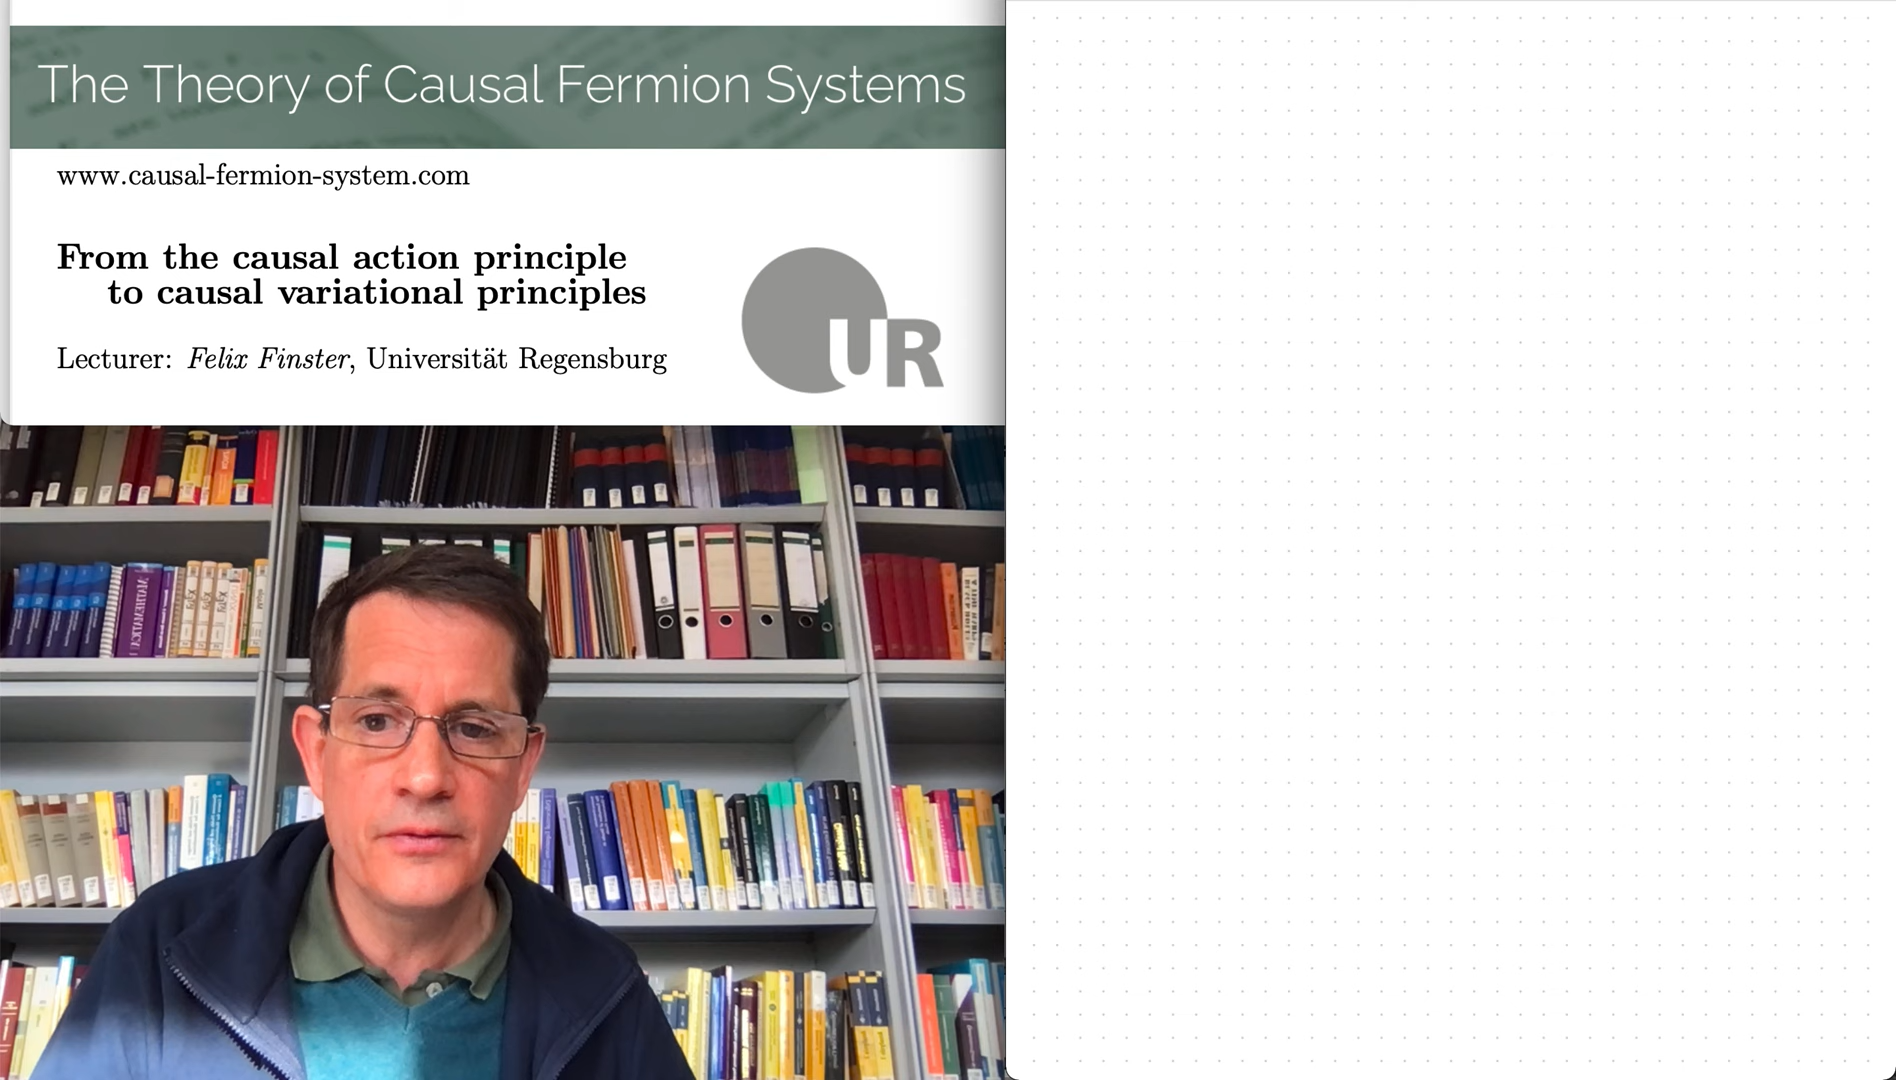 The Theory of Causal Fermion Systems
www.causal-fermion-system.com
From the causal action principle
to causal variational principles
Lecturer: Felix Finster, Universität Regensburg
UR